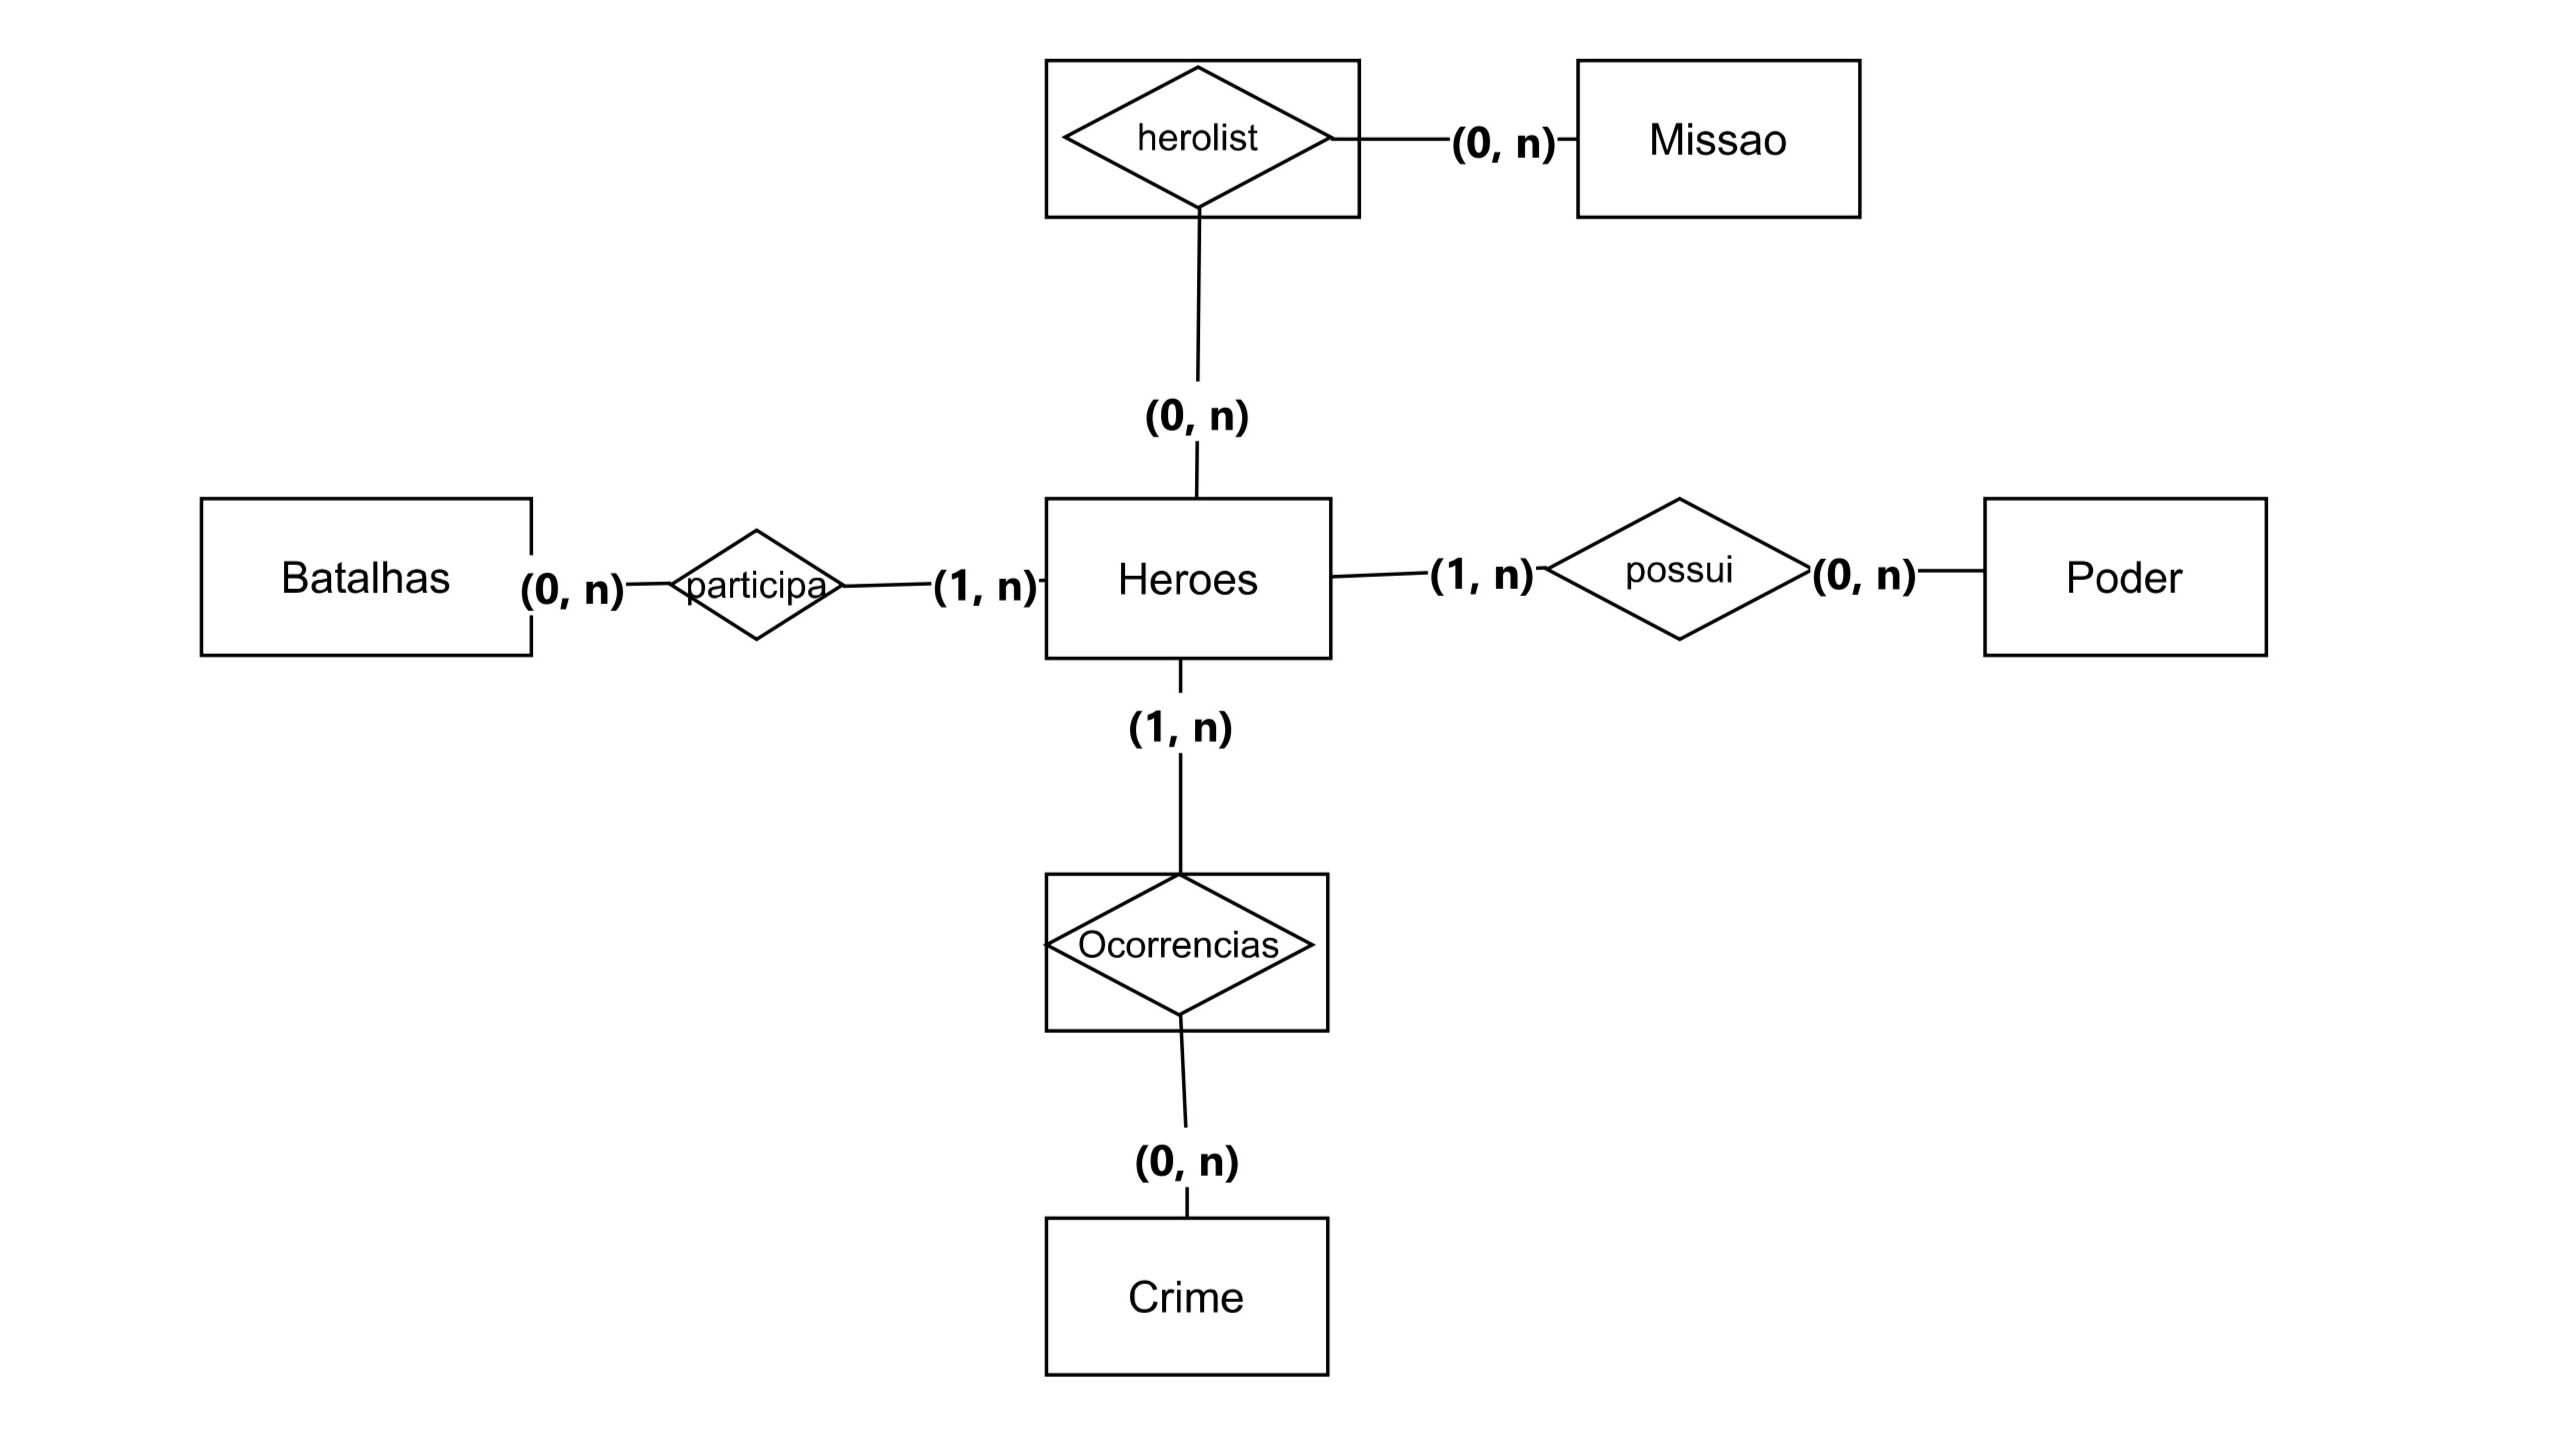 herolist
(0, n)
Missao
(0, n)
Batalhas
(0, n)
participa
(1, n)
Heroes
(1, n)
possui
(0, n)
Poder
(1, n)
Ocorrencias
(0, n)
Crime